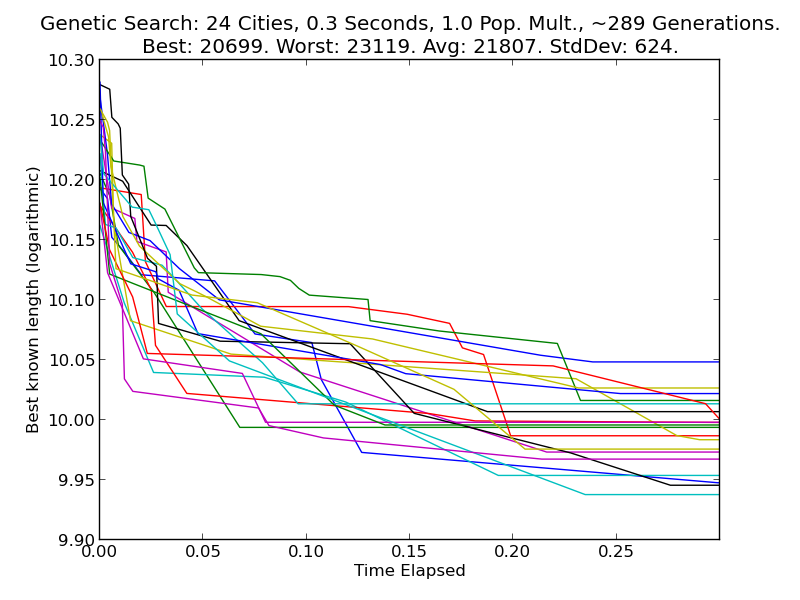 Genetic Search: 24 Cities, 0.3 Seconds, 1.0 Pop. Mult., ~289 Generations.
Best: 20699. Worst: 23119. Avg: 21807. StdDev: 624.
10.30
10.25
10.20
10.15
10.10
10.05
10.00
9.95
9.90
Best known length (logarithmic)
0.00 0.05 0.10 0.15 0.20 0.25
Time Elapsed